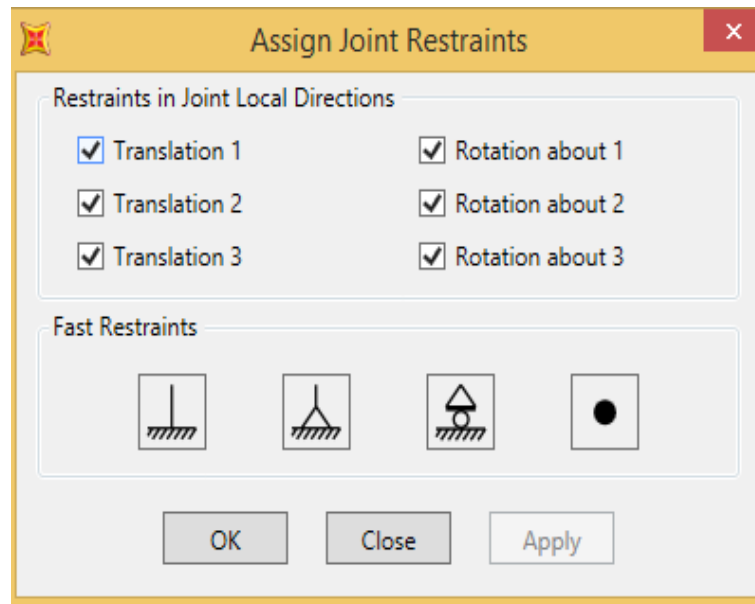 Assign Joint Restraints
Restraints in Joint Local Directions
Translation 1 Rotation about 1
Translation 2 Rotation about 2
Translation 3 Rotation about 3
Fast Restraints
OK Close Apply